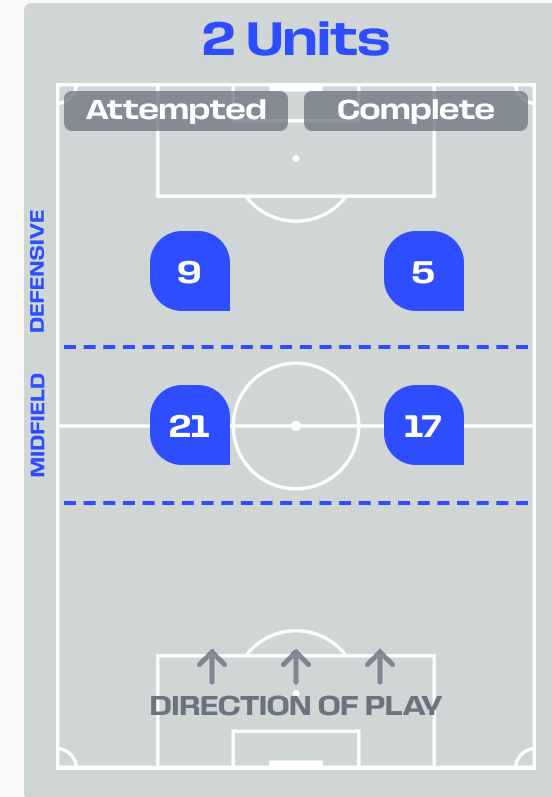 2 Units
Attempted Complete
DEFENSIVE
9 5
MIDFIELD
21 17
DIRECTION OF PLAY